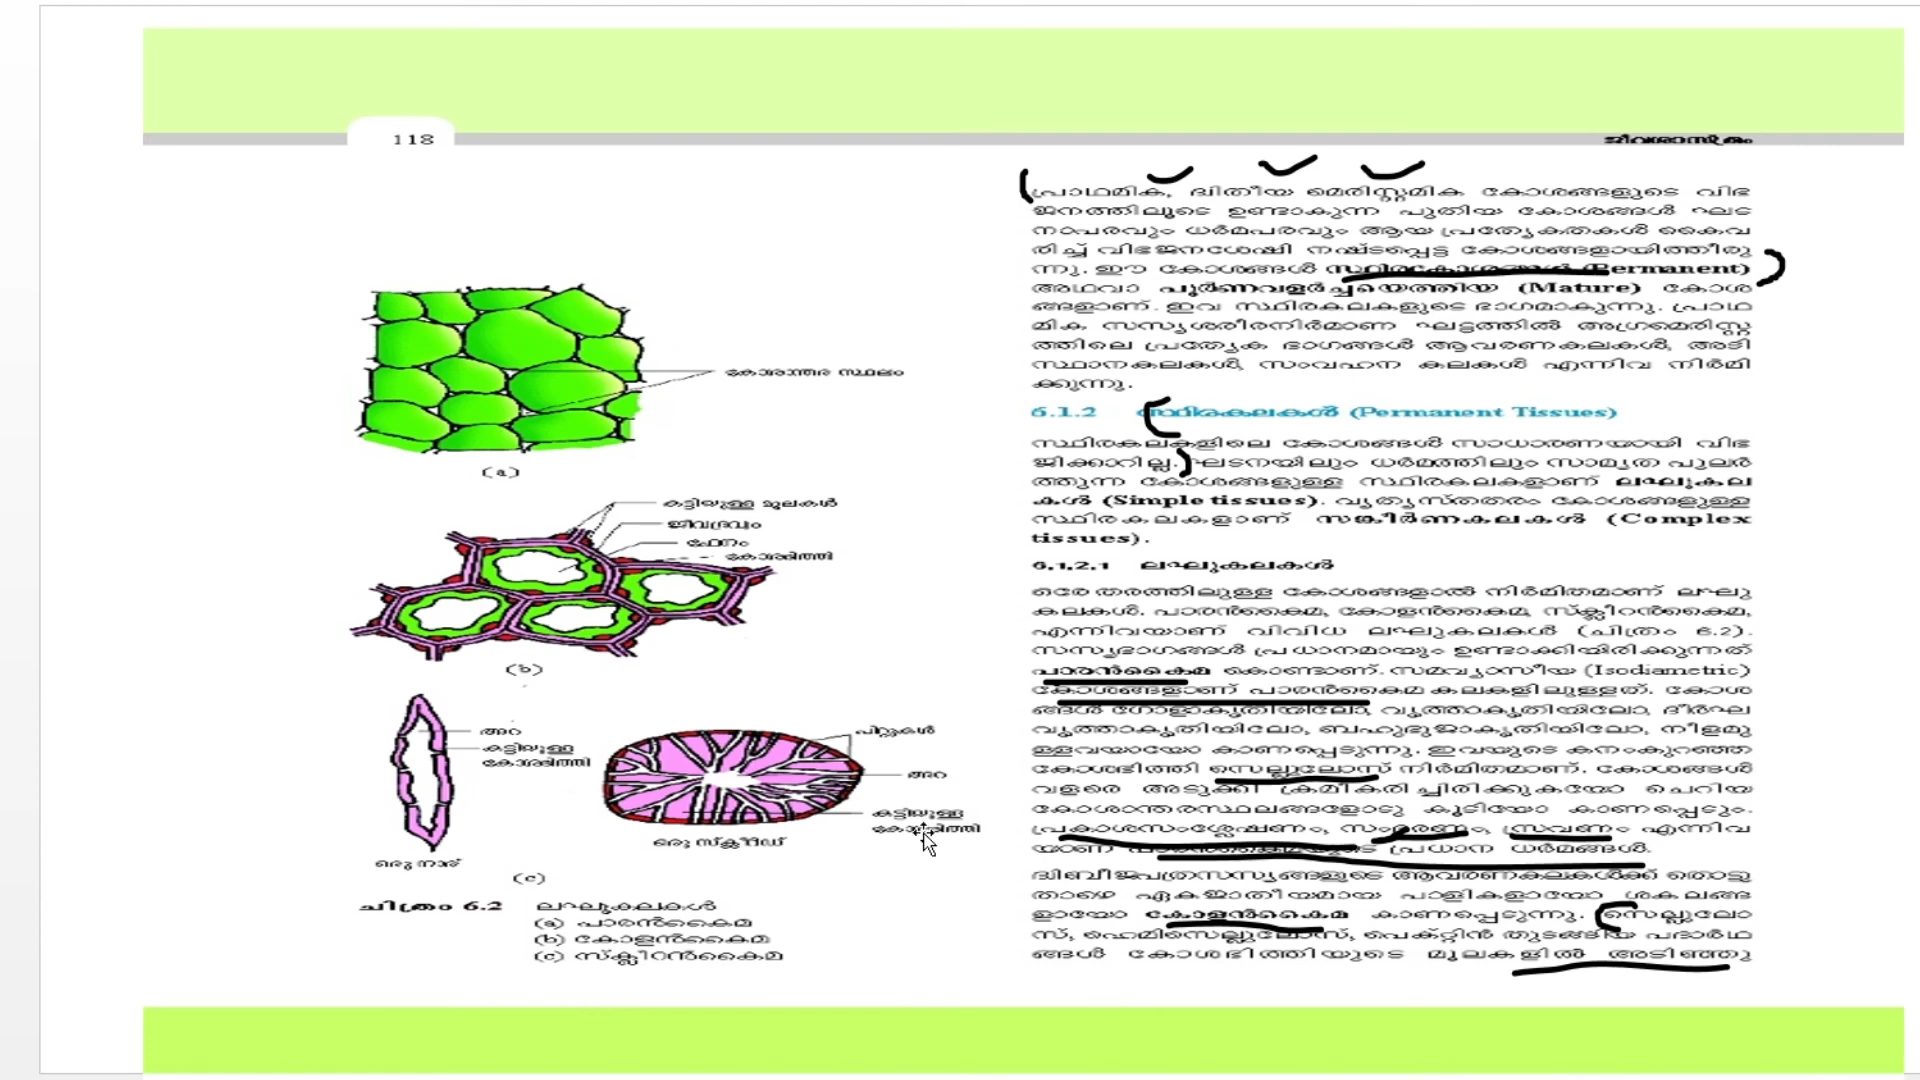 118
ജീവശാസ്ത്രം
കോശാന്തര സ്ഥലം
(a)
കട്ടിയുള്ള മൂലകൾ
ജീവദ്രവ്യം
ഫേനം
കോശഭിത്തി
(b)
അറ
കട്ടിയുള്ള
കോശഭിത്തി
ഒരു നാര്
പിറ്റുകൾ
അറ
കട്ടിയുള്ള
കോശഭിത്തി
ഒരു സ്ക്ലീറീഡ്
(c)
ചിത്രം 6.2 ലഘുകലകൾ
(a) പാരൻകൈമ
(b) കോളൻകൈമ
(c) സ്ക്ലീറൻകൈമ
പ്രാഥമിക, ദ്വിതീയ മെരിസ്റ്റമിക കോശങ്ങളുടെ വിഭ
ജനത്തിലൂടെ ഉണ്ടാകുന്ന പുതിയ കോശങ്ങൾ ഘട
നാപരവും ധർമപരവും ആയ പ്രത്യേകതകൾ കൈവ
രിച്ച് വിഭജനശേഷി നഷ്ടപ്പെട്ട കോശങ്ങളായിത്തീരു
ന്നു. ഈ കോശങ്ങൾ സ്ഥിരകോശങ്ങൾ (Permanent)
അഥവാ പൂർണവളർച്ചയെത്തിയ (Mature) കോശ
ങ്ങളാണ്. ഇവ സ്ഥിരകലകളുടെ ഭാഗമാകുന്നു. പ്രാഥ
മിക സസ്യശരീരനിർമാണ ഘട്ടത്തിൽ അഗ്രമെരിസ്റ്റ
ത്തിലെ പ്രത്യേക ഭാഗങ്ങൾ ആവരണകലകൾ, അടി
സ്ഥാനകലകൾ, സംവഹന കലകൾ എന്നിവ നിർമി
ക്കുന്നു.
6.1.2 സ്ഥിരകലകൾ (Permanent Tissues)
സ്ഥിരകലകളിലെ കോശങ്ങൾ സാധാരണയായി വിഭ
ജിക്കാറില്ല. ഘടനയിലും ധർമത്തിലും സാമ്യത പുലർ
ത്തുന്ന കോശങ്ങളുള്ള സ്ഥിരകലകളാണ് ലഘുകല
കൾ (Simple tissues). വ്യത്യസ്തതരം കോശങ്ങളുള്ള
സ്ഥിരകലകളാണ് സങ്കീർണകലകൾ (Complex
tissues).
6.1.2.1 ലഘുകലകൾ
ഒരേ തരത്തിലുള്ള കോശങ്ങളാൽ നിർമിതമാണ് ലഘു
കലകൾ. പാരൻകൈമ, കോളൻകൈമ, സ്ക്ലീറൻകൈമ,
എന്നിവയാണ് വിവിധ ലഘുകലകൾ (ചിത്രം 6.2).
സസ്യഭാഗങ്ങൾ പ്രധാനമായും ഉണ്ടാക്കിയിരിക്കുന്നത്
പാരൻകൈമ കൊണ്ടാണ്. സമവ്യാസീയ (Isodiametric)
കോശങ്ങളാണ് പാരൻകൈമ കലകളിലുള്ളത്. കോശ
ങ്ങൾ ഗോളാകൃതിയിലോ, വൃത്താകൃതിയിലോ, ദീർഘ
വൃത്താകൃതിയിലോ, ബഹുഭുജാകൃതിയിലോ, നീളമു
ള്ളവയായോ കാണപ്പെടുന്നു. ഇവയുടെ കനംകുറഞ്ഞ
കോശഭിത്തി സെല്ലുലോസ് നിർമിതമാണ്. കോശങ്ങൾ
വളരെ അടുക്കി ക്രമീകരിച്ചിരിക്കുകയോ ചെറിയ
കോശാന്തരസ്ഥലങ്ങളോടു കൂടിയോ കാണപ്പെടും.
പ്രകാശസംശ്ലേഷണം, സംഭരണം, സ്രവണം എന്നിവ
യാണ് പാരൻകൈമയുടെ പ്രധാന ധർമങ്ങൾ.
ദ്വിബീജപത്രസസ്യങ്ങളുടെ ആവരണകലകൾക്ക് തൊട്ടു
താഴെ ഏകജാതീയമായ പാളികളായോ ശകലങ്ങ
ളായോ കോളൻകൈമ കാണപ്പെടുന്നു. സെല്ലുലോ
സ്, ഹെമിസെല്ലുലോസ്, പെക്റ്റിൻ തുടങ്ങിയ പദാർഥ
ങ്ങൾ കോശഭിത്തിയുടെ മൂലകളിൽ അടിഞ്ഞു